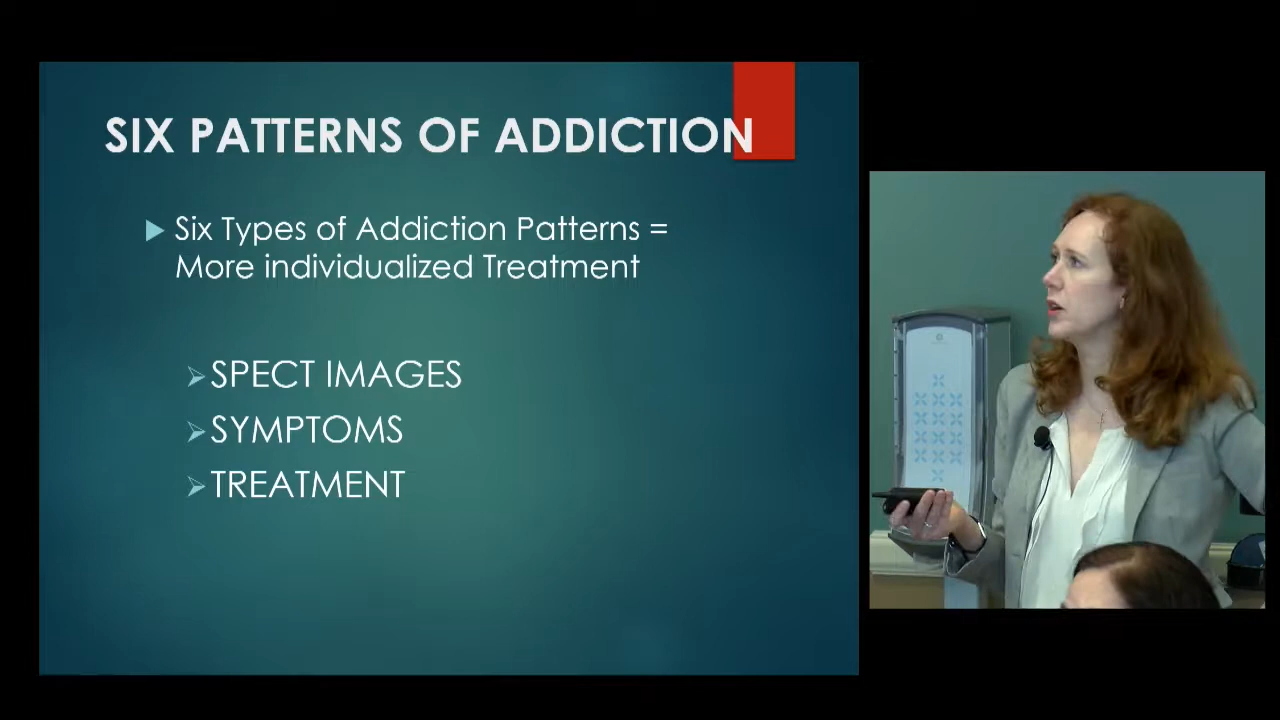 SIX PATTERNS OF ADDICTION
Six Types of Addiction Patterns =
More individualized Treatment
SPECT IMAGES
SYMPTOMS
TREATMENT